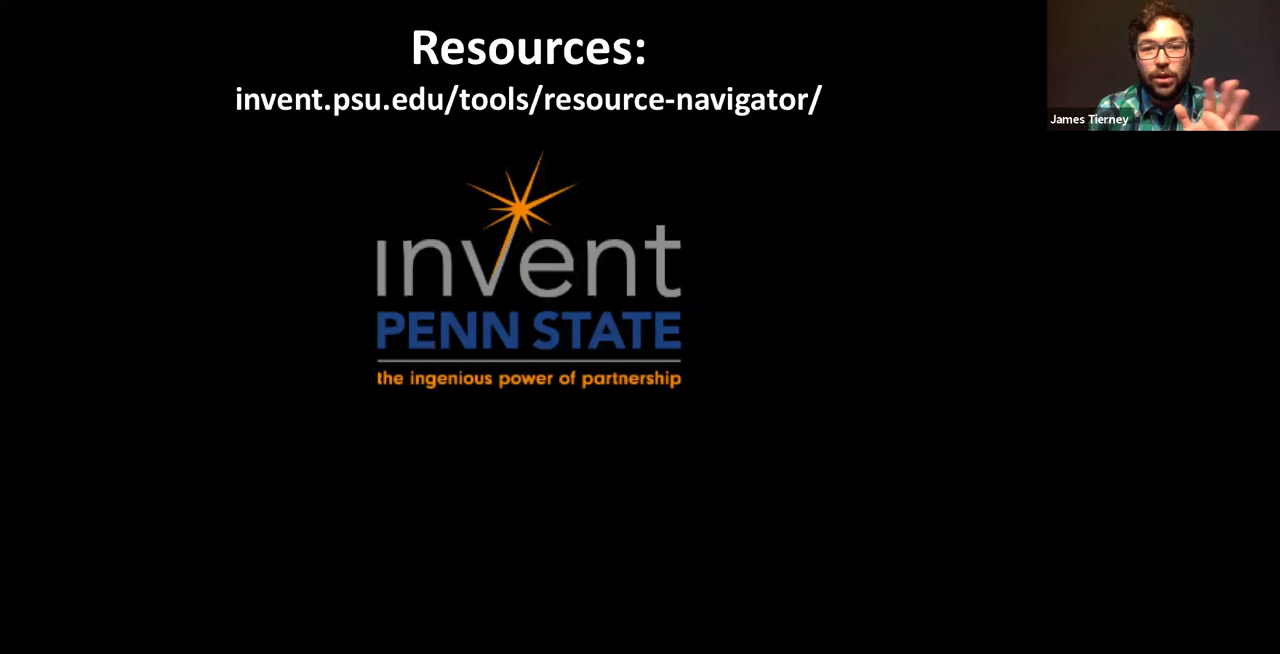 Resources:
invent.psu.edu/tools/resource-navigator/
James Tierney
invent
PENN STATE
the ingenious power of partnership